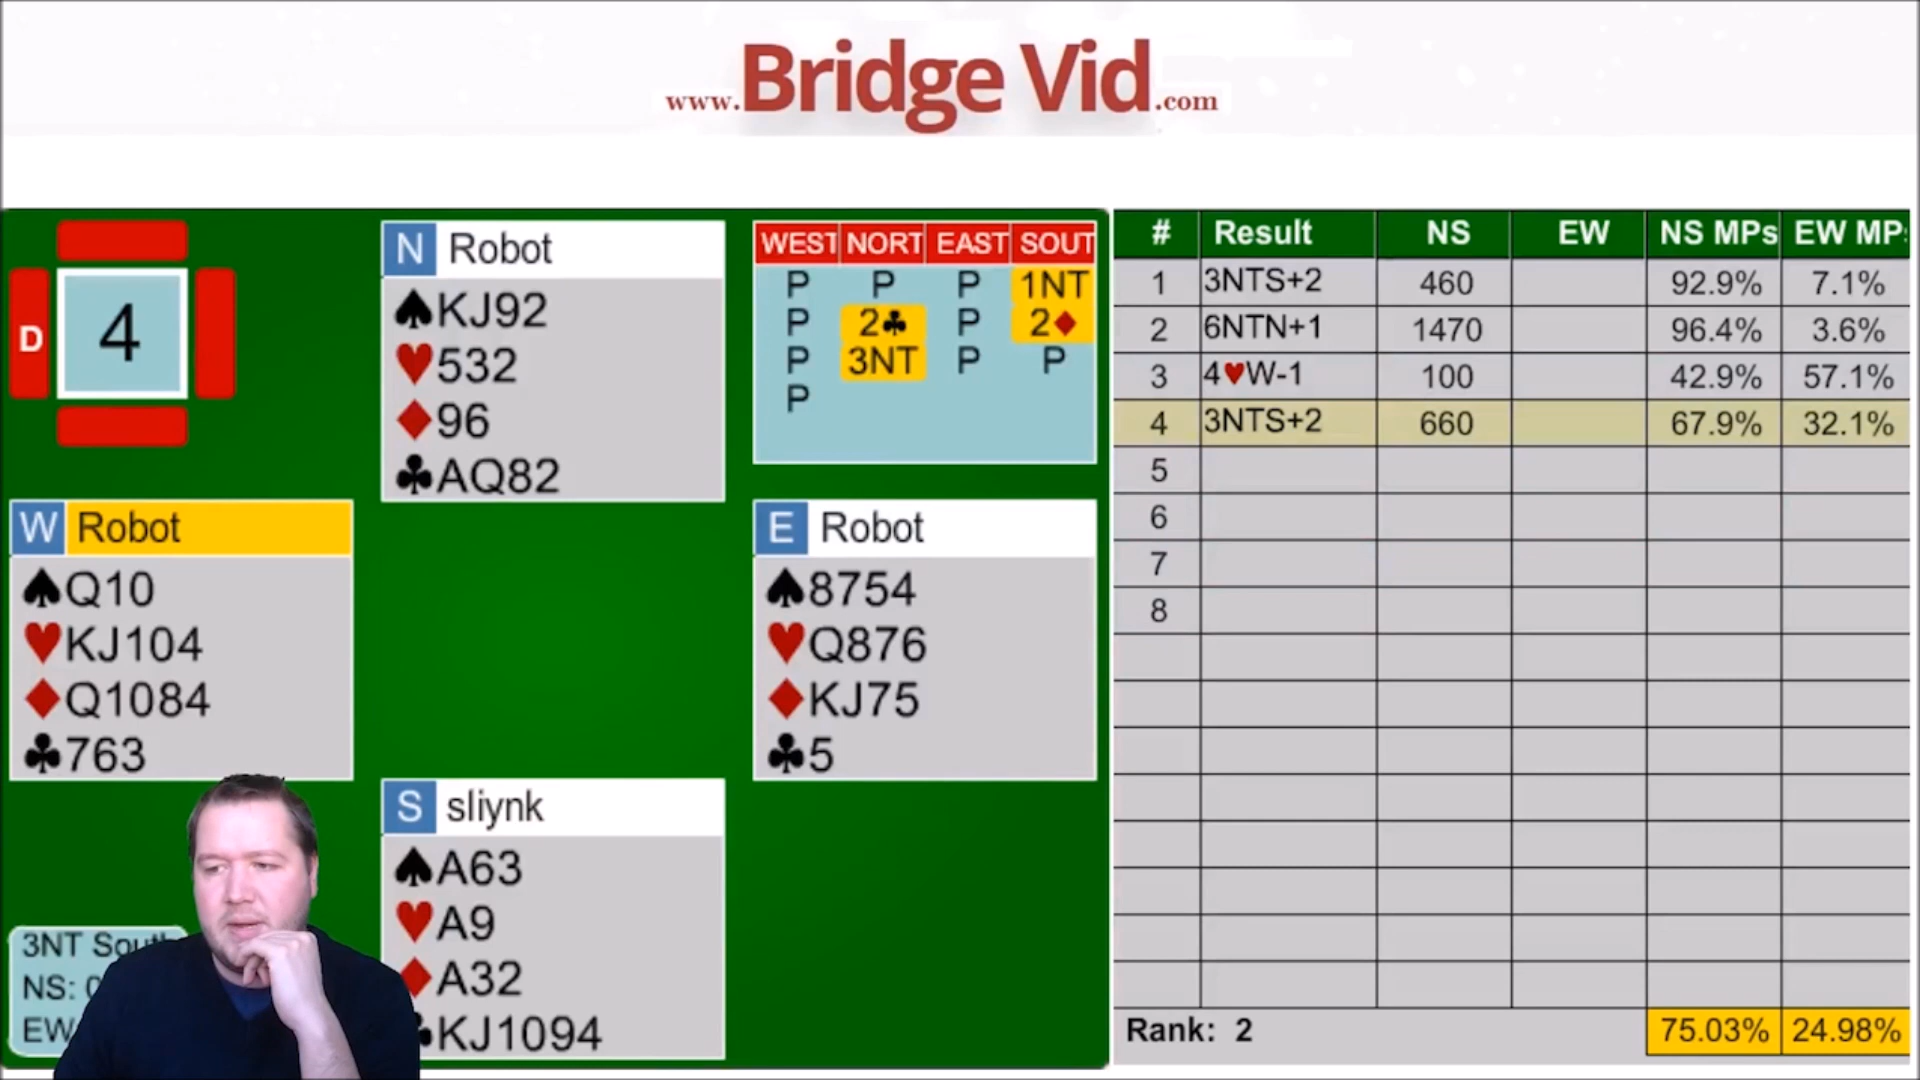 www.Bridge Vid.com
4
D
N Robot
♠KJ92
♥532
♦96
♣AQ82
WEST NORT EAST SOUT
P P P 1NT
P 2♣ P 2♦
P 3NT P P
P
W Robot
♠Q10
♥KJ104
♦Q1084
♣763
E Robot
♠8754
♥Q876
♦KJ75
♣5
S sliynk
♠A63
♥A9
♦A32
♣KJ1094
3NT South
NS:
EW
# Result NS EW NS MPs EW MP
1 3NTS+2 460 92.9% 7.1%
2 6NTN+1 1470 96.4% 3.6%
3 4♥W-1 100 42.9% 57.1%
4 3NTS+2 660 67.9% 32.1%
5
6
7
8
Rank: 2 75.03% 24.98%